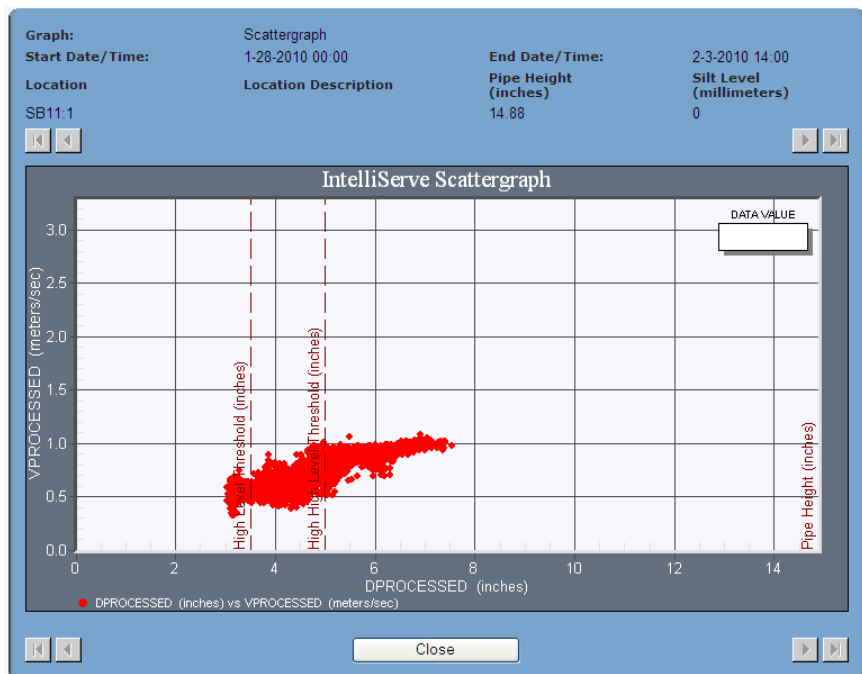 Graph: Scattergraph
Start Date/Time: 1-28-2010 00:00 End Date/Time: 2-3-2010 14:00
Location Location Description Pipe Height (inches) Silt Level (millimeters)
SB11:1 14.88 0
IntelliServe Scattergraph
DATA VALUE
VPROCESSED (meters/sec)
3.0
2.5
2.0
1.5
1.0
0.5
0.0
High Level Threshold (inches)
High High Level Threshold (inches)
Pipe Height (inches)
0 2 4 6 8 10 12 14
DPROCESSED (inches)
DPROCESSED (inches) vs VPROCESSED (meters/sec)
Close